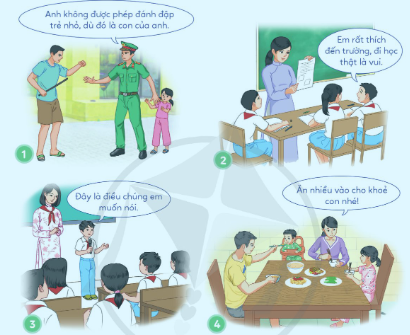 Anh không được phép đánh đập
trẻ nhỏ, dù đó là con của anh.
1
Em rất thích
đến trường, đi học
thật là vui.
2
Đây là điều chúng em
muốn nói.
3
Ăn nhiều vào cho khoẻ
con nhé!
4